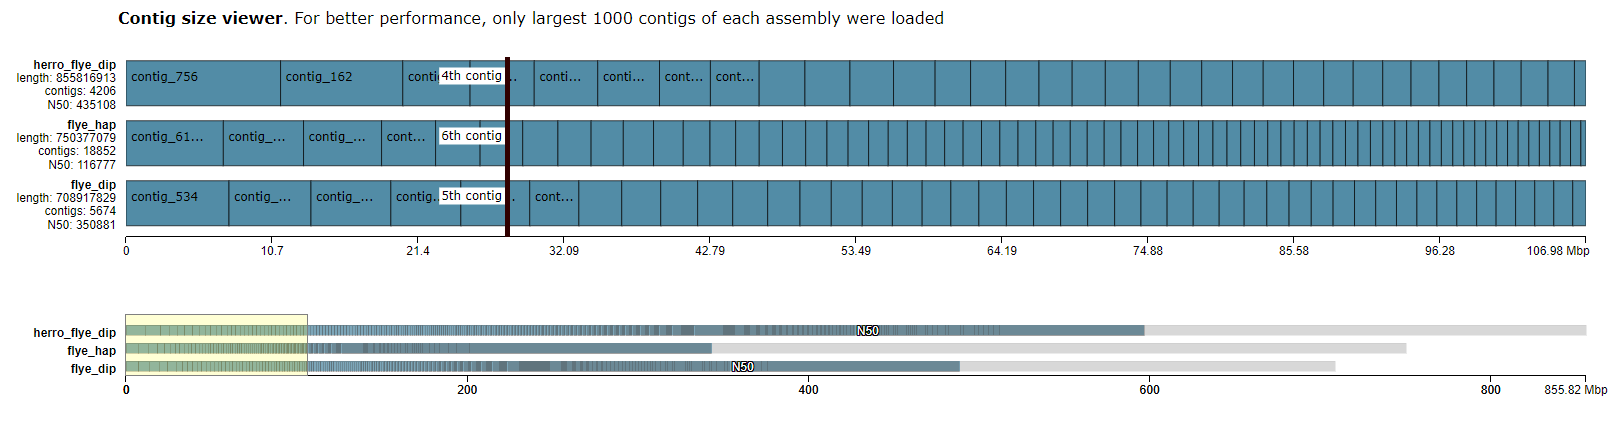 Contig size viewer. For better performance, only largest 1000 contigs of each assembly were loaded
herro_flye_dip
length: 855816913
contigs: 4206
N50: 435108
contig_756 contig_162 conti 4th contig .. conti... conti... cont... cont...
flye_hap
length: 750377079
contigs: 18852
N50: 116777
contig_61... contig_... contig_... cont... 6th contig
flye_dip
length: 708917829
contigs: 5674
N50: 350881
contig_534 contig_... contig_... contig. 5th contig . cont...
0 10.7 21.4 32.09 42.79 53.49 64.19 74.88 85.58 96.28 106.98 Mbp
herro_flye_dip N50
flye_hap
flye_dip N50
0 200 400 600 800 855.82 Mbp